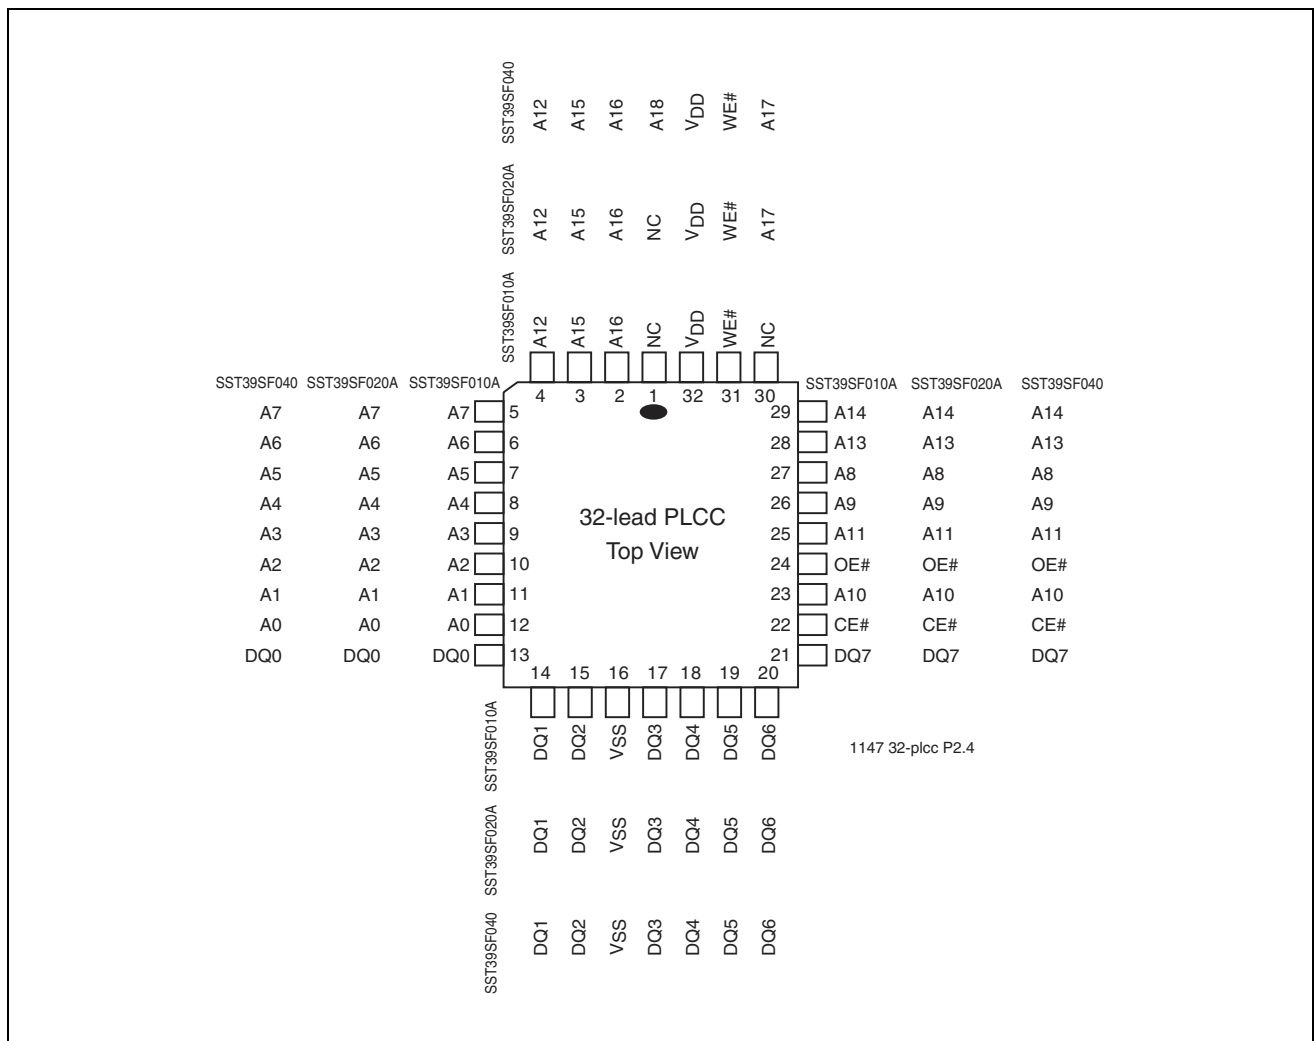 SST39SF040 A12 A15 A16 A18 VDD WE# A17
SST39SF020A A12 A15 A16 NC VDD WE# A17
SST39SF010A A12 A15 A16 NC VDD WE# NC
4 3 2 1 32 31 30
SST39SF040 SST39SF020A SST39SF010A SST39SF010A SST39SF020A SST39SF040
A7 A7 A7 5 29 A14 A14 A14
A6 A6 A6 6 28 A13 A13 A13
A5 A5 A5 7 27 A8 A8 A8
A4 A4 A4 8 26 A9 A9 A9
A3 A3 A3 9 25 A11 A11 A11
A2 A2 A2 10 24 OE# OE# OE#
A1 A1 A1 11 23 A10 A10 A10
A0 A0 A0 12 22 CE# CE# CE#
DQ0 DQ0 DQ0 13 21 DQ7 DQ7 DQ7
32-lead PLCC
Top View
14 15 16 17 18 19 20
SST39SF010A DQ1 DQ2 VSS DQ3 DQ4 DQ5 DQ6
1147 32-plcc P2.4
SST39SF020A DQ1 DQ2 VSS DQ3 DQ4 DQ5 DQ6
SST39SF040 DQ1 DQ2 VSS DQ3 DQ4 DQ5 DQ6